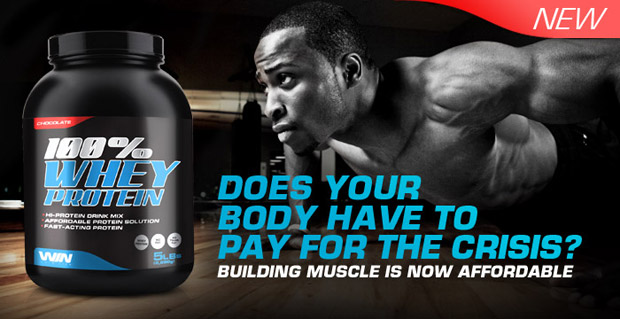 NEW
CHOCOLATE
100%
WHEY
PROTEIN
• HI-PROTEIN DRINK MIX
• AFFORDABLE PROTEIN SOLUTION
• FAST-ACTING PROTEIN
WIN
5LBS
DOES YOUR
BODY HAVE TO
PAY FOR THE CRISIS?
BUILDING MUSCLE IS NOW AFFORDABLE